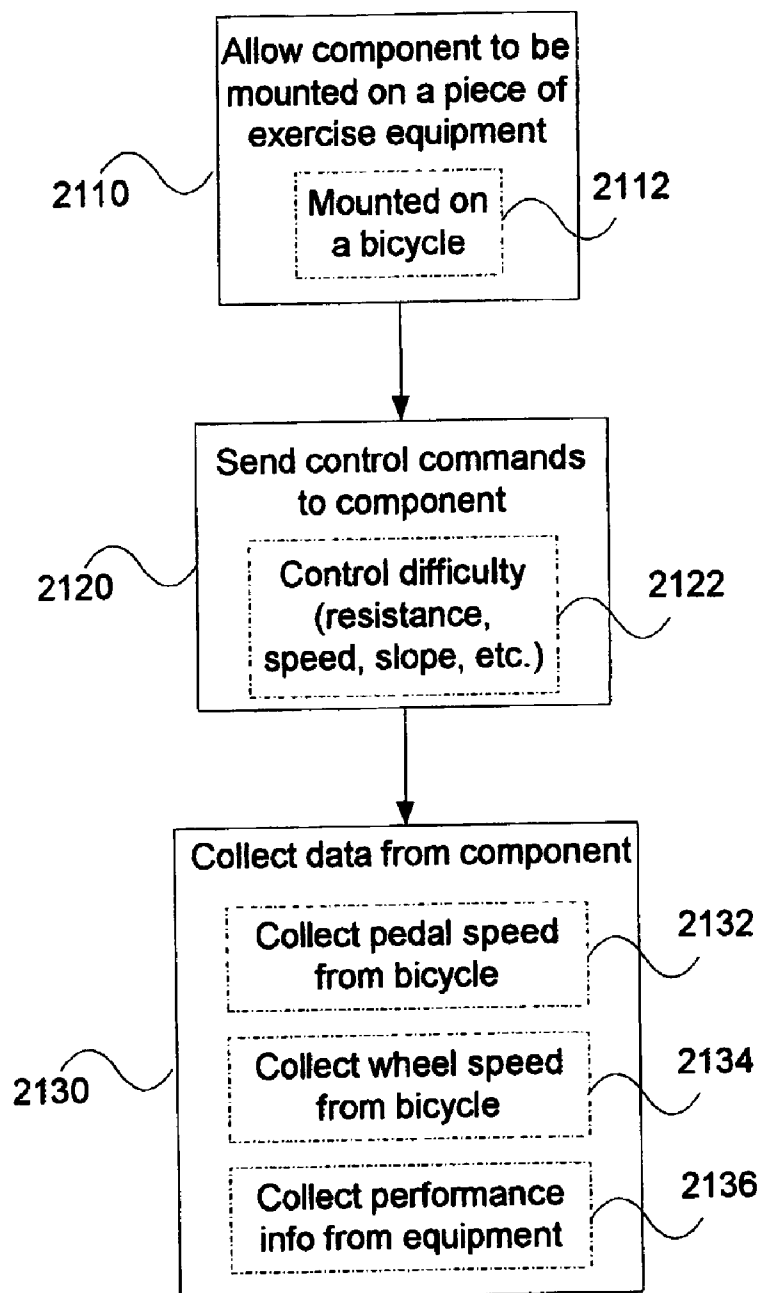 Allow component to be
mounted on a piece of
exercise equipment
2110
2112
Mounted on
a bicycle
Send control commands
to component
2120
2122
Control difficulty
(resistance,
speed, slope, etc.)
Collect data from component
2130
Collect pedal speed
from bicycle
2132
Collect wheel speed
from bicycle
2134
Collect performance
info from equipment
2136